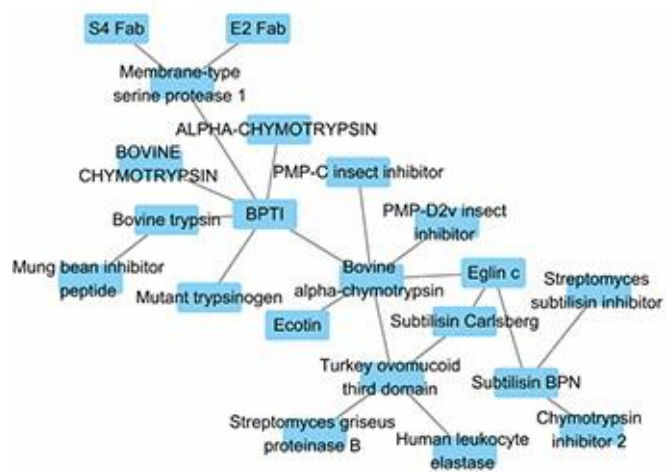 S4 Fab
E2 Fab
Membrane-type
serine protease 1
ALPHA-CHYMOTRYPSIN
BOVINE
CHYMOTRYPSIN
PMP-C insect inhibitor
Bovine trypsin
BPTI
PMP-D2v insect
inhibitor
Mung bean inhibitor
peptide
Mutant trypsinogen
Bovine
alpha-chymotrypsin
Eglin c
Streptomyces
subtilisin inhibitor
Ecotin
Subtilisin Carlsberg
Turkey ovomucoid
third domain
Subtilisin BPN
Streptomyces griseus
proteinase B
Human leukocyte
elastase
Chymotrypsin
inhibitor 2